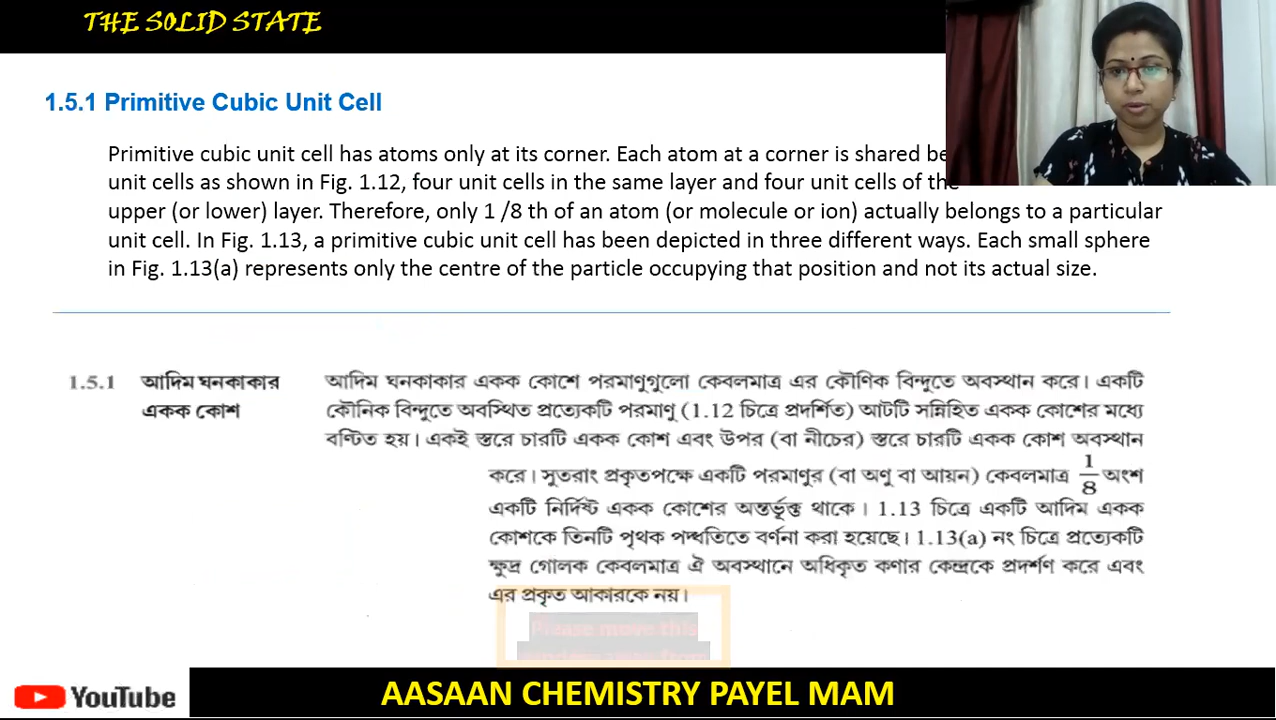 THE SOLID STATE
1.5.1 Primitive Cubic Unit Cell
Primitive cubic unit cell has atoms only at its corner. Each atom at a corner is shared
unit cells as shown in Fig. 1.12, four unit cells in the same layer and four unit cells of the
upper (or lower) layer. Therefore, only 1 /8 th of an atom (or molecule or ion) actually belongs to a particular
unit cell. In Fig. 1.13, a primitive cubic unit cell has been depicted in three different ways. Each small sphere
in Fig. 1.13(a) represents only the centre of the particle occupying that position and not its actual size.
1.5.1 আদিম ঘনকাকার
একক কোশ
আদিম ঘনকাকার একক কোশে পরমাণুগুলো কেবলমাত্র এর কৌণিক বিন্দুতে অবস্থান করে। একটি
কৌনিক বিন্দুতে অবস্থিত প্রত্যেকটি পরমাণু (1.12 চিত্রে প্রদর্শিত) আটটি সন্নিহিত একক কোশের মধ্যে
বণ্টিত হয়। একই স্তরে চারটি একক কোশ এবং উপর (বা নীচের) স্তরে চারটি একক কোশ অবস্থান
করে। সুতরাং প্রকৃতপক্ষে একটি পরমাণুর (বা অণু বা আয়ন) কেবলমাত্র 1/8 অংশ
একটি নির্দিষ্ট একক কোশের অন্তর্ভূক্ত থাকে। 1.13 চিত্রে একটি আদিম একক
কোশকে তিনটি পৃথক পদ্ধতিতে বর্ণনা করা হয়েছে। 1.13(a) নং চিত্রে প্রত্যেকটি
ক্ষুদ্র গোলক কেবলমাত্র ঐ অবস্থানে অধিকৃত কণার কেন্দ্রকে প্রদর্শণ করে এবং
এর প্রকৃত আকারকে নয়।
Please move this
YouTube
AASAAN CHEMISTRY PAYEL MAM